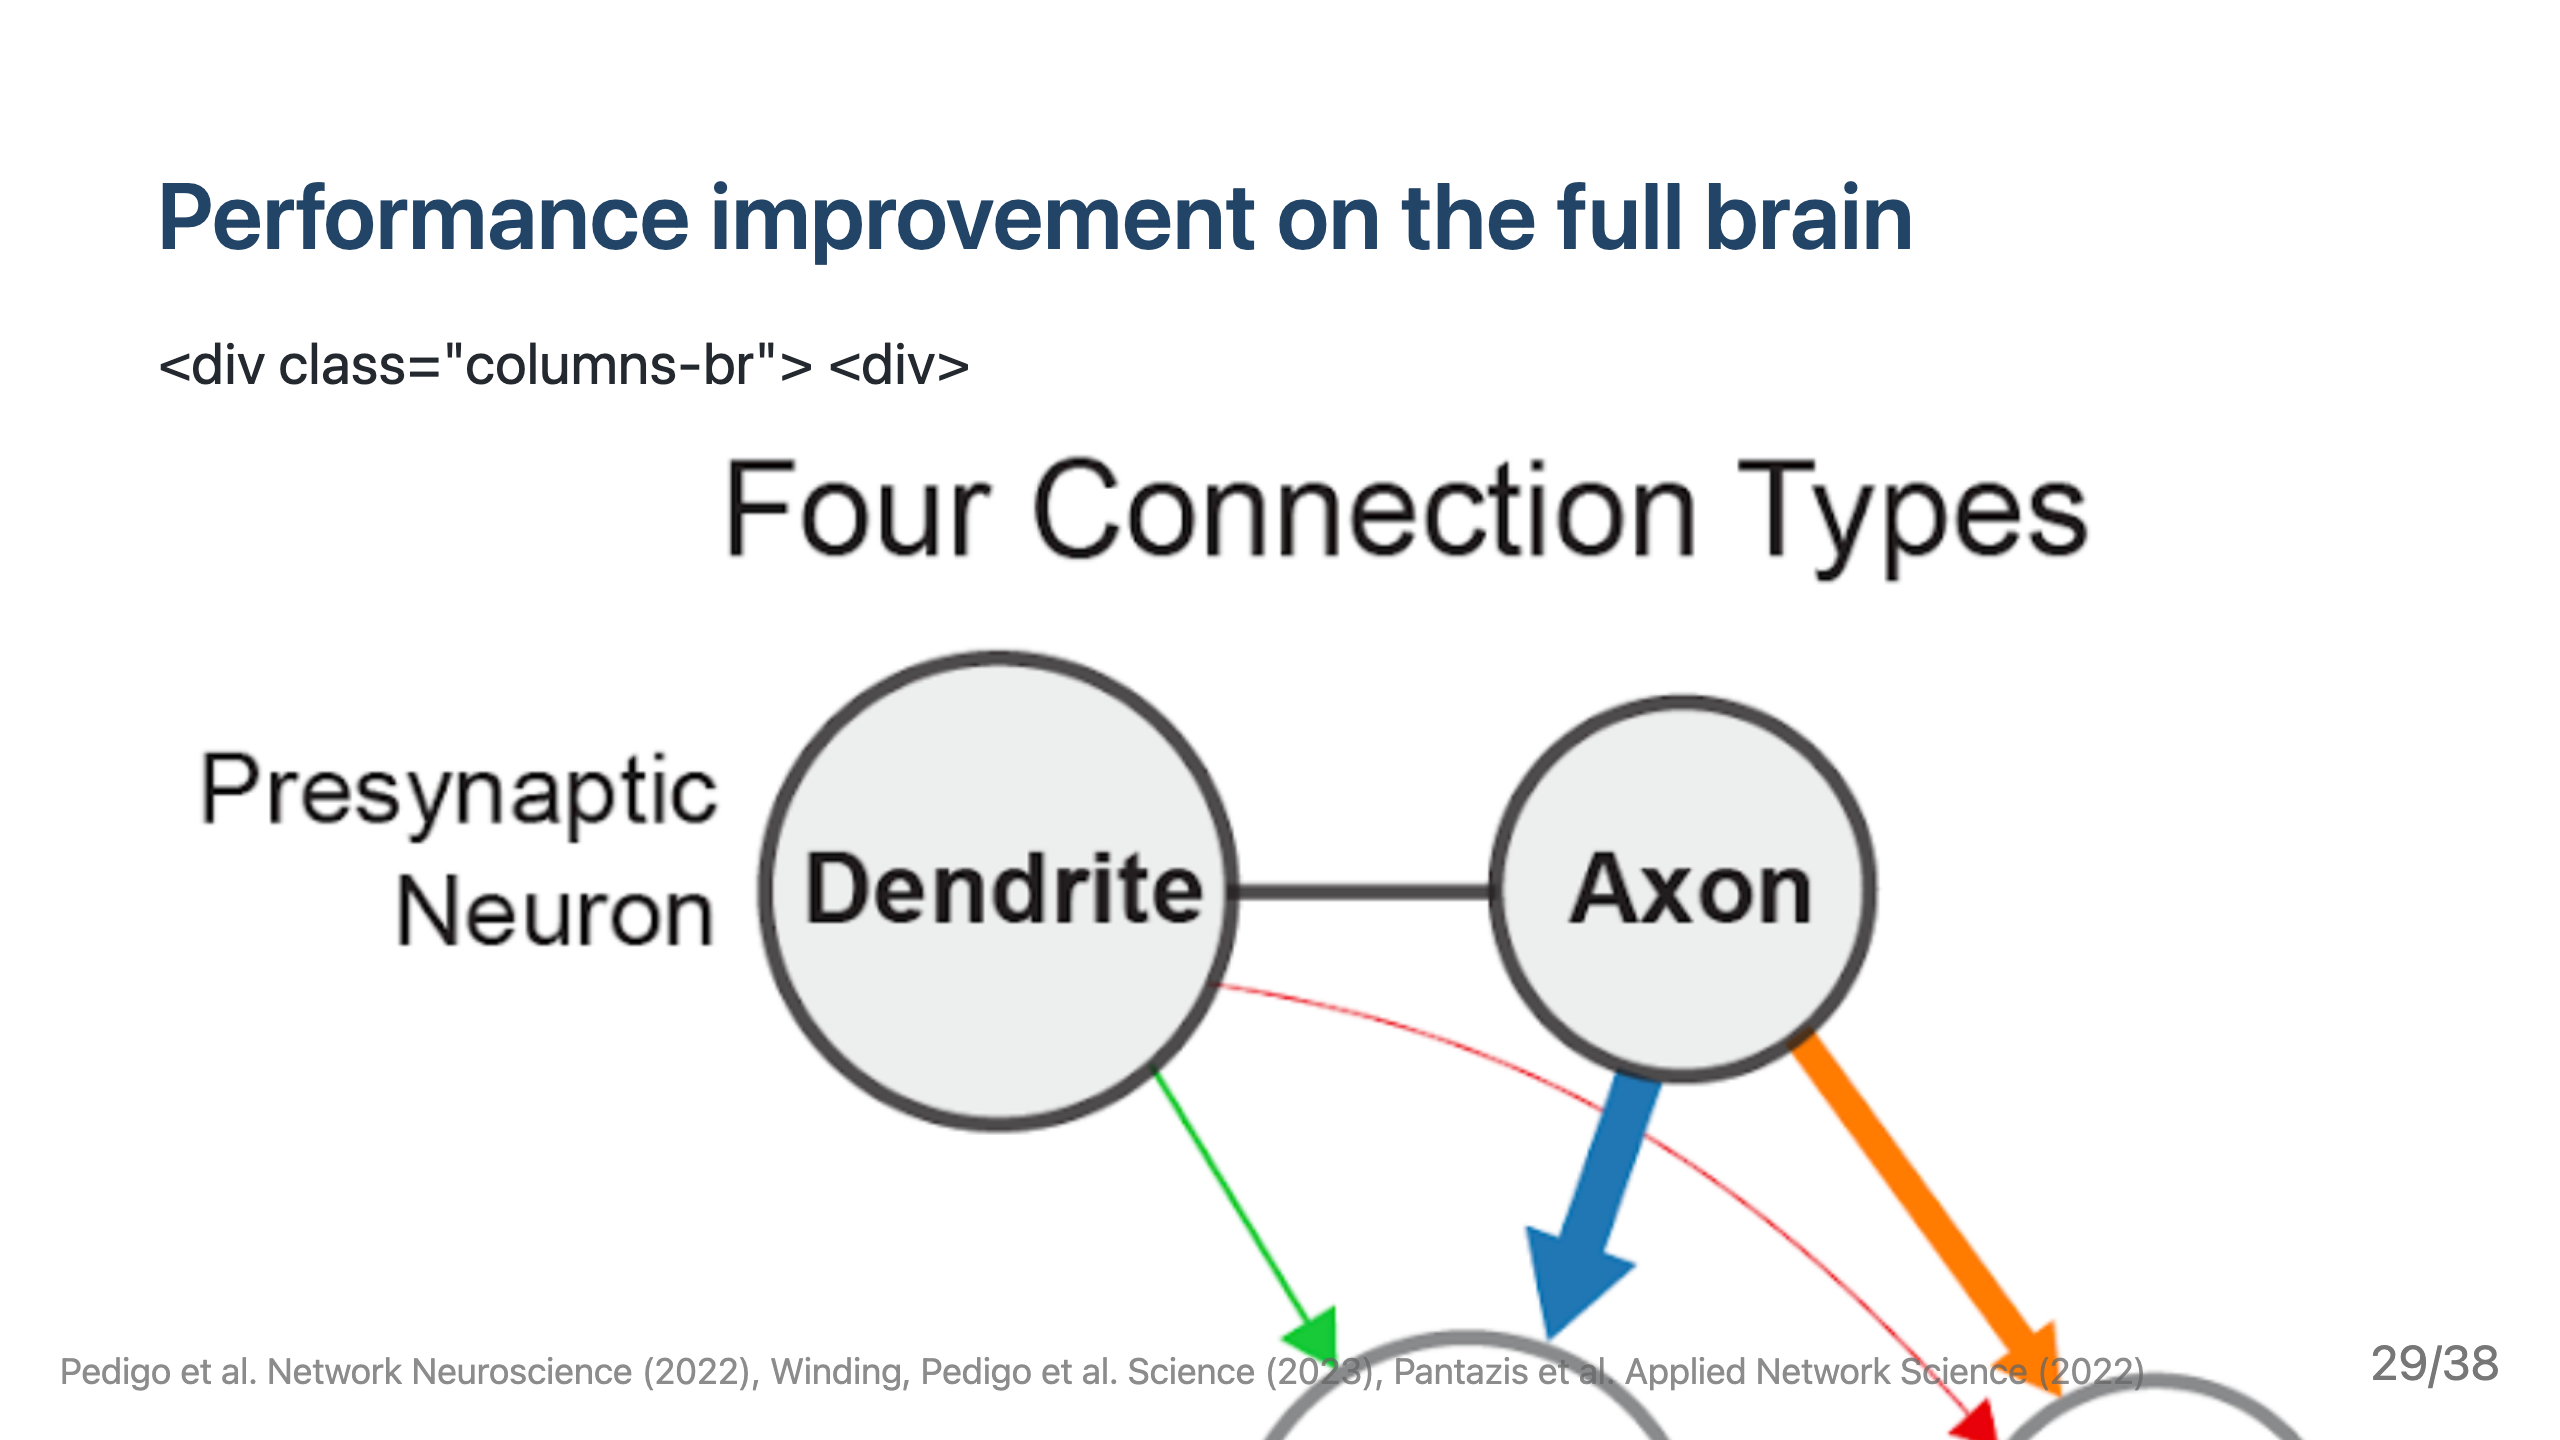 Performance improvement on the full brain
<div class="columns-br"> <div>
Four Connection Types
Presynaptic
Neuron
Dendrite
Axon
Pedigo et al. Network Neuroscience (2022), Winding, Pedigo et al. Science (2023), Pantazis et al. Applied Network Science (2022)
29/38